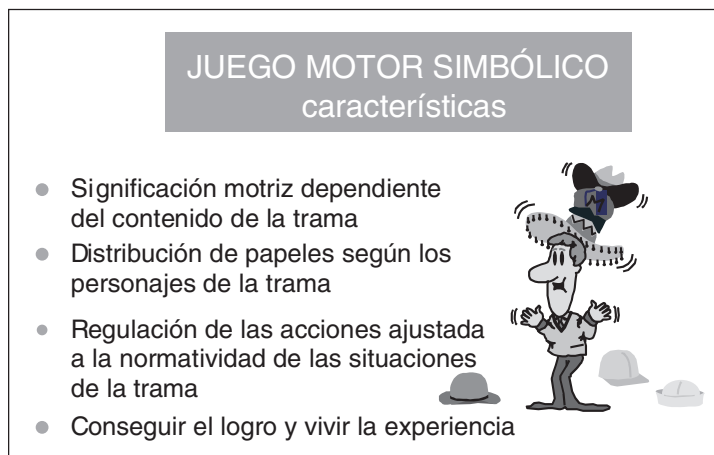 JUEGO MOTOR SIMBÓLICO
características
Significación motriz dependiente
del contenido de la trama
Distribución de papeles según los
personajes de la trama
Regulación de las acciones ajustada
a la normatividad de las situaciones
de la trama
Conseguir el logro y vivir la experiencia